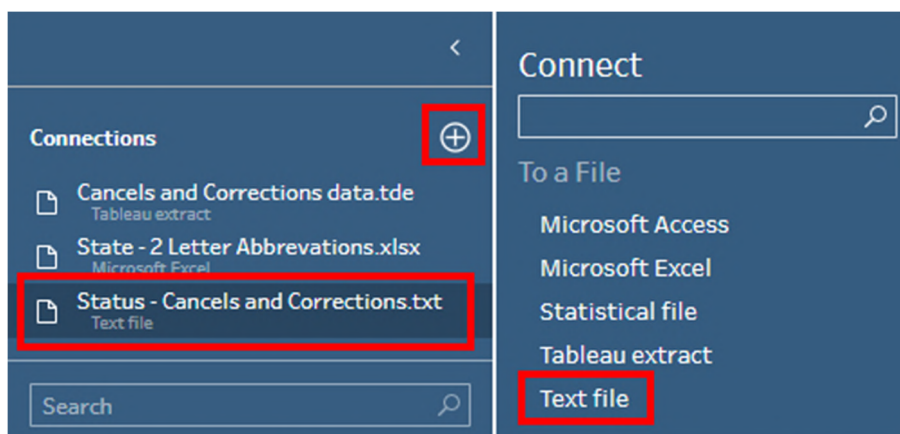 Connections
Cancels and Corrections data.tde
Tableau extract
State - 2 Letter Abbrevations.xlsx
Microsoft Excel
Status - Cancels and Corrections.txt
Text file
Search
Connect
To a File
Microsoft Access
Microsoft Excel
Statistical file
Tableau extract
Text file